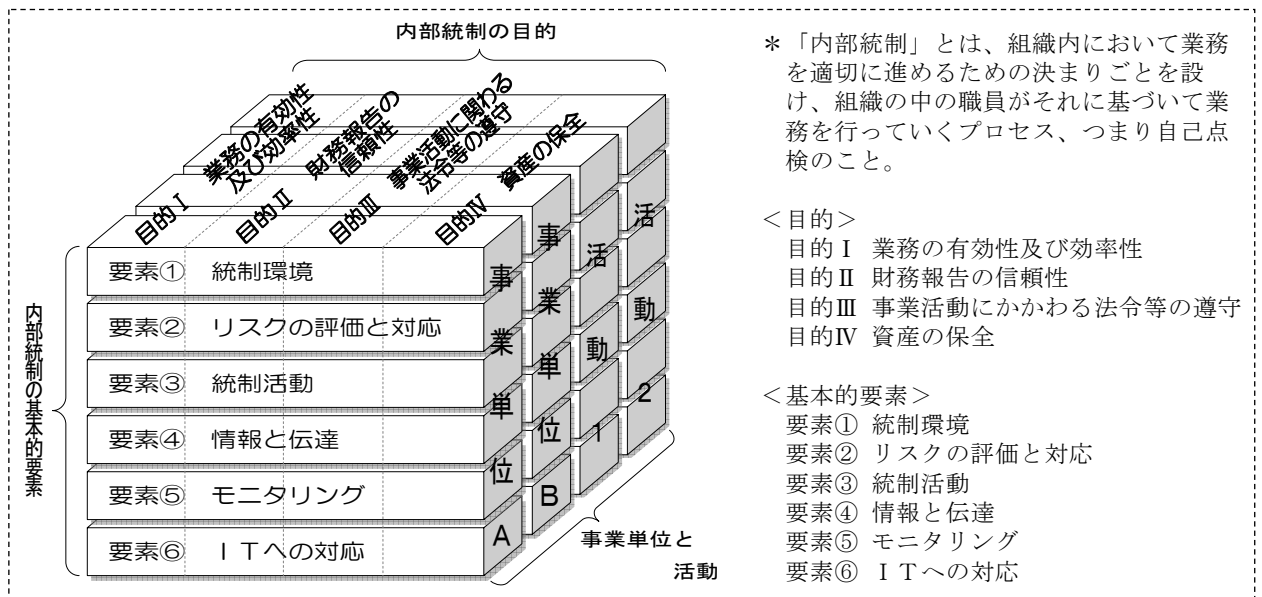 内部統制の目的
業務の有効性
及び効率性
財務報告の
信頼性
事業活動に関わる
法令等の遵守
資産の保全
目的Ⅰ
目的Ⅱ
目的Ⅲ
目的Ⅳ
内部統制の基本的要素
要素① 統制環境
要素② リスクの評価と対応
要素③ 統制活動
要素④ 情報と伝達
要素⑤ モニタリング
要素⑥ ITへの対応
事業単位A
事業単位B
活動1
活動2
事業単位と
活動
＊「内部統制」とは、組織内において業務
を適切に進めるための決まりごとを設
け、組織の中の職員がそれに基づいて業
務を行っていくプロセス、つまり自己点
検のこと。
＜目的＞
目的Ⅰ 業務の有効性及び効率性
目的Ⅱ 財務報告の信頼性
目的Ⅲ 事業活動にかかわる法令等の遵守
目的Ⅳ 資産の保全
＜基本的要素＞
要素① 統制環境
要素② リスクの評価と対応
要素③ 統制活動
要素④ 情報と伝達
要素⑤ モニタリング
要素⑥ ITへの対応